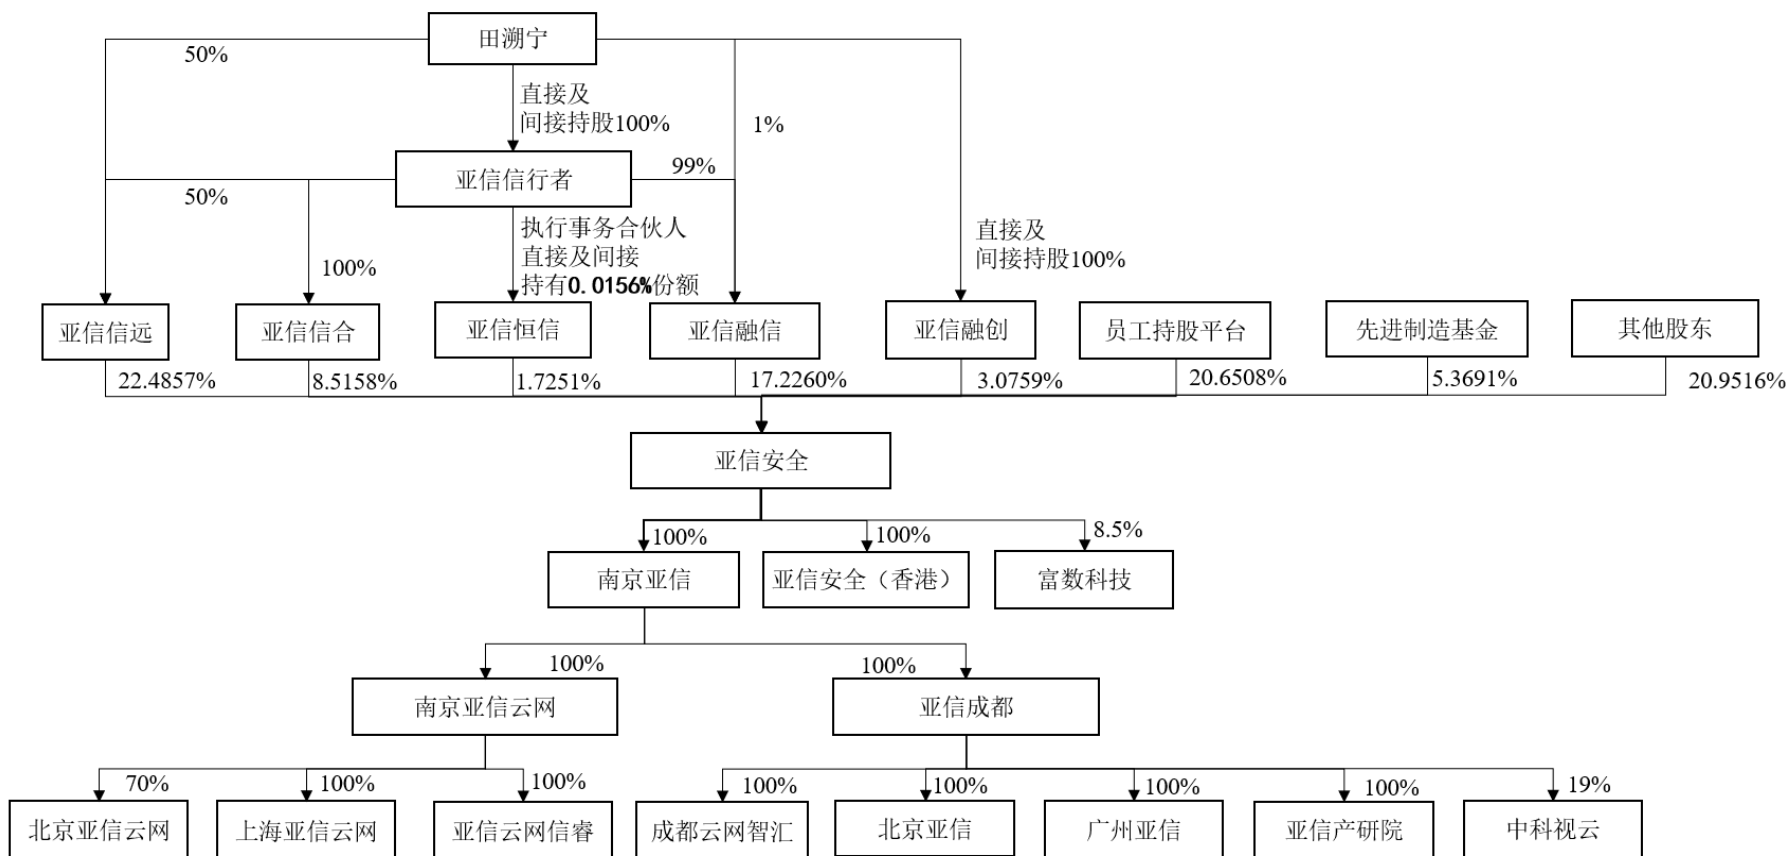 田溯宁
50%
直接及
间接持股100%
1%
亚信信行者
99%
50%
执行事务合伙人
直接及间接
持有0.0156%份额
100%
直接及
间接持股100%
亚信信远
亚信信合
亚信恒信
亚信融信
亚信融创
员工持股平台
先进制造基金
其他股东
22.4857%
8.5158%
1.7251%
17.2260%
3.0759%
20.6508%
5.3691%
20.9516%
亚信安全
100%
100%
8.5%
南京亚信
亚信安全（香港）
富数科技
100%
100%
南京亚信云网
亚信成都
70%
100%
100%
100%
100%
100%
100%
19%
北京亚信云网
上海亚信云网
亚信云网信睿
成都云网智汇
北京亚信
广州亚信
亚信产研院
中科视云